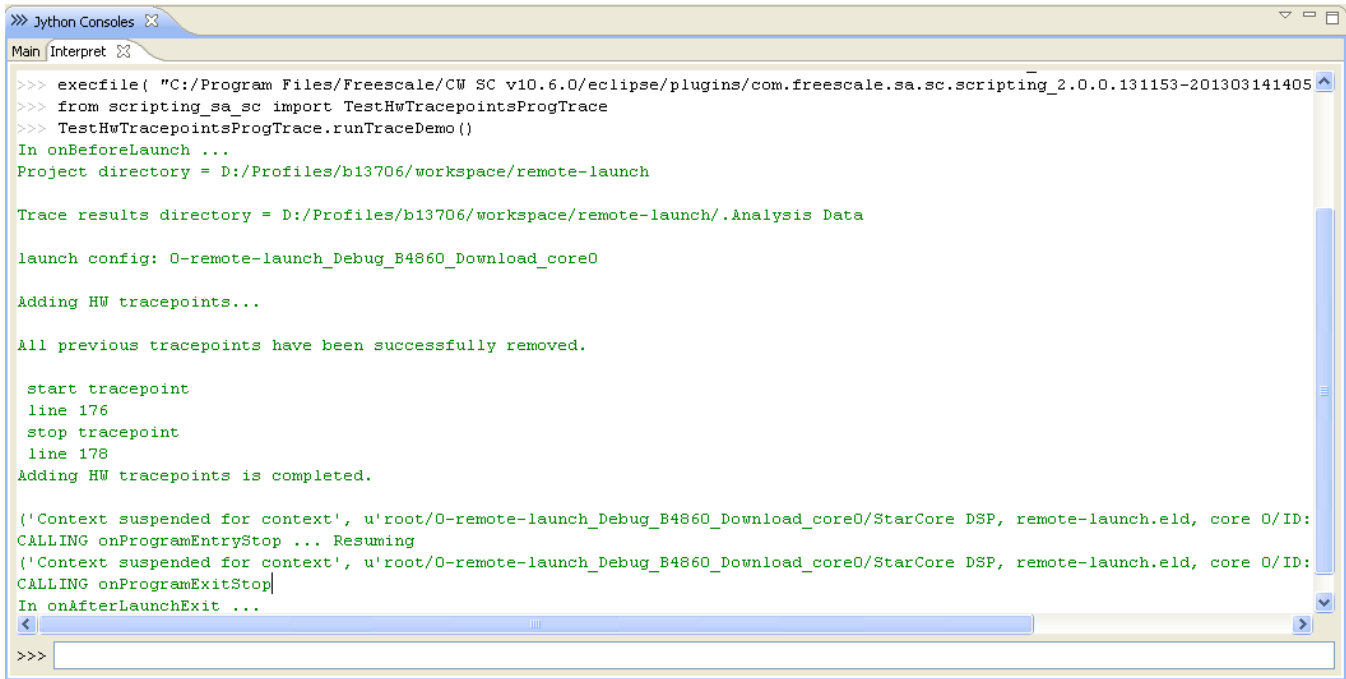 Jython Consoles
Main Interpret
>>> execfile( "C:/Program Files/Freescale/CW SC v10.6.0/eclipse/plugins/com.freescale.sa.sc.scripting_2.0.0.131153-201303141405
>>> from scripting_sa_sc import TestHwTracepointsProgTrace
>>> TestHwTracepointsProgTrace.runTraceDemo()
In onBeforeLaunch ...
Project directory = D:/Profiles/b13706/workspace/remote-launch
Trace results directory = D:/Profiles/b13706/workspace/remote-launch/.Analysis Data
launch config: 0-remote-launch_Debug_B4860_Download_core0
Adding HW tracepoints...
All previous tracepoints have been successfully removed.
start tracepoint
line 176
stop tracepoint
line 178
Adding HW tracepoints is completed.
('Context suspended for context', u'root/0-remote-launch_Debug_B4860_Download_core0/StarCore DSP, remote-launch.eld, core 0/ID:
CALLING onProgramEntryStop ... Resuming
('Context suspended for context', u'root/0-remote-launch_Debug_B4860_Download_core0/StarCore DSP, remote-launch.eld, core 0/ID:
CALLING onProgramExitStop
In onAfterLaunchExit ...
>>>